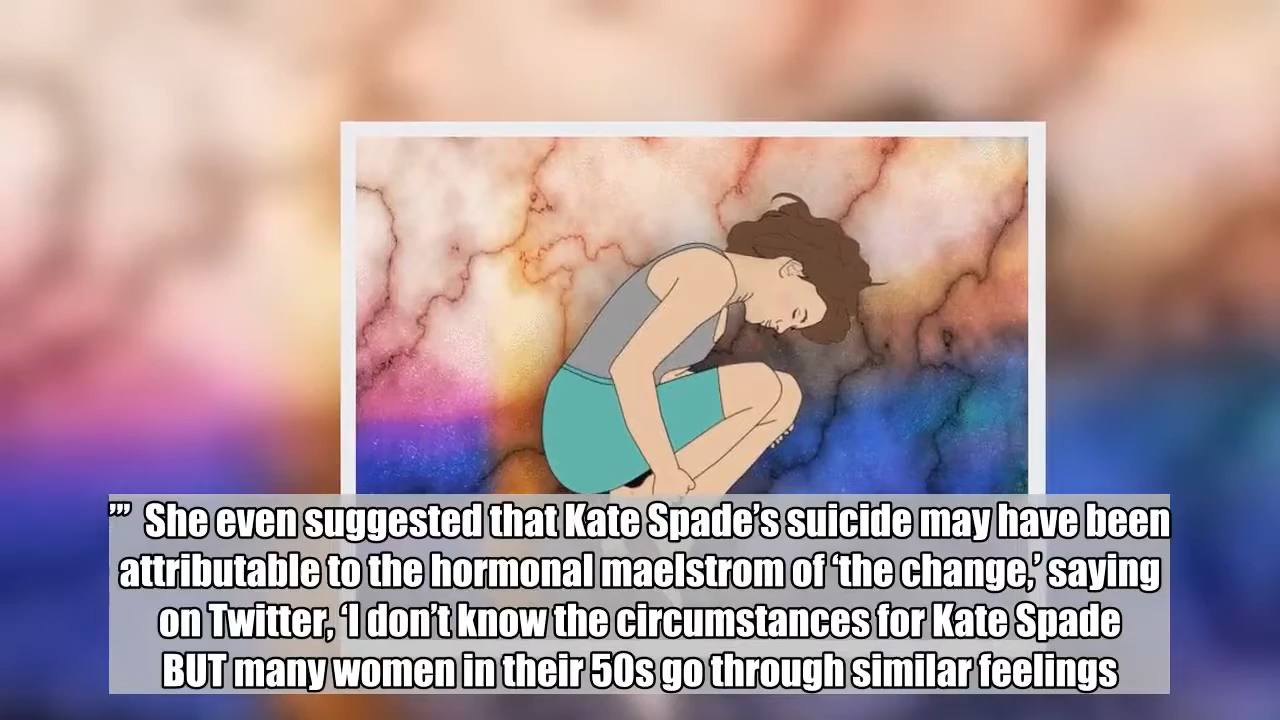 ’”  She even suggested that Kate Spade’s suicide may have been
attributable to the hormonal maelstrom of ‘the change,’ saying
on Twitter, ‘I don’t know the circumstances for Kate Spade
BUT many women in their 50s go through similar feelings